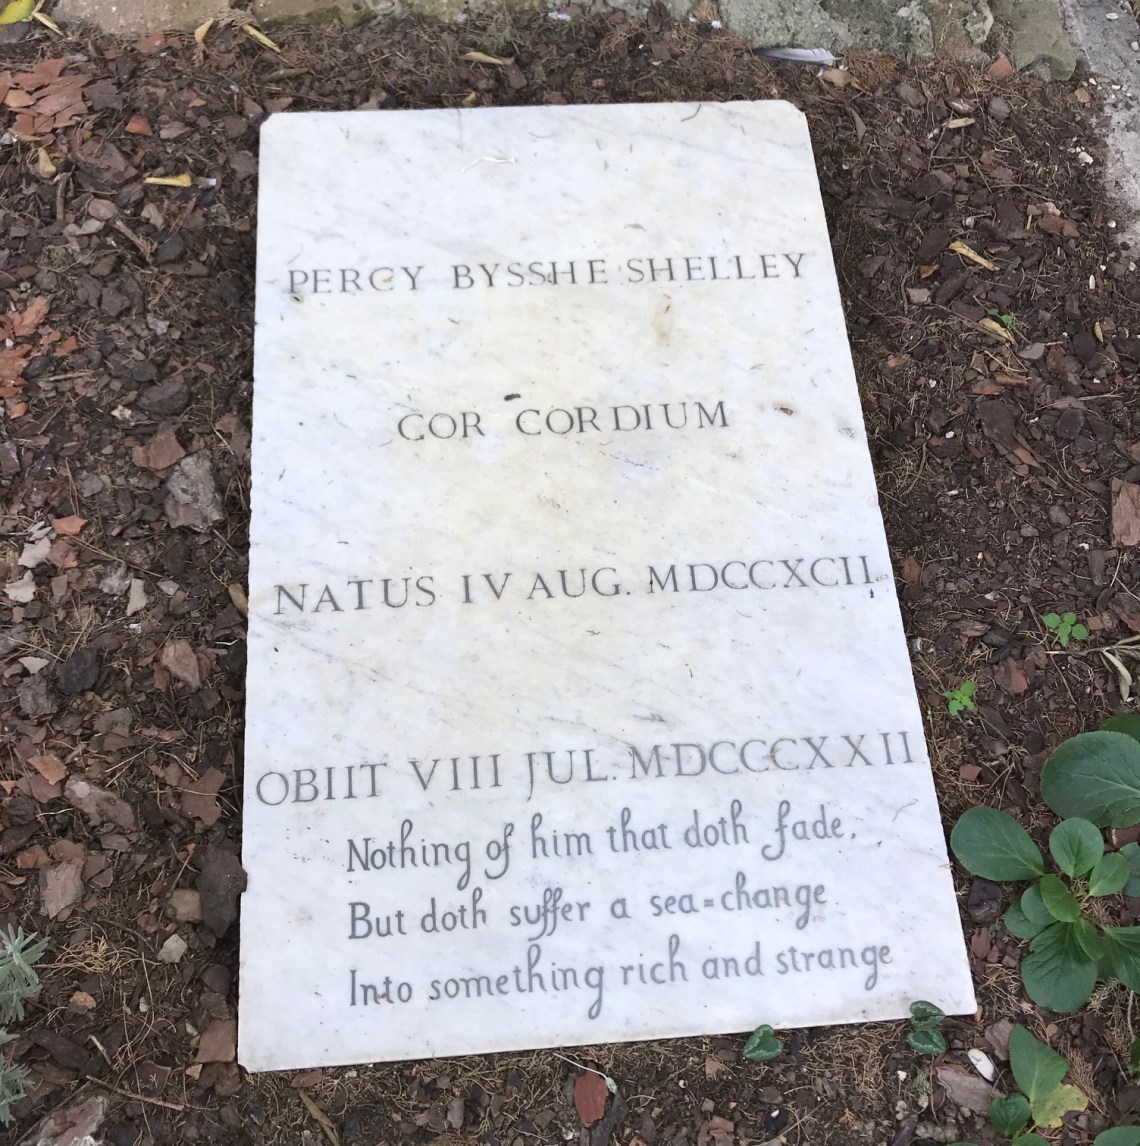 PERCY BYSSHE SHELLEY
COR CORDIUM
NATUS IV AUG. MDCCXCII.
OBIIT VIII JUL. MDCCCXXII.
Nothing of him that doth fade,
But doth suffer a sea=change
Into something rich and strange